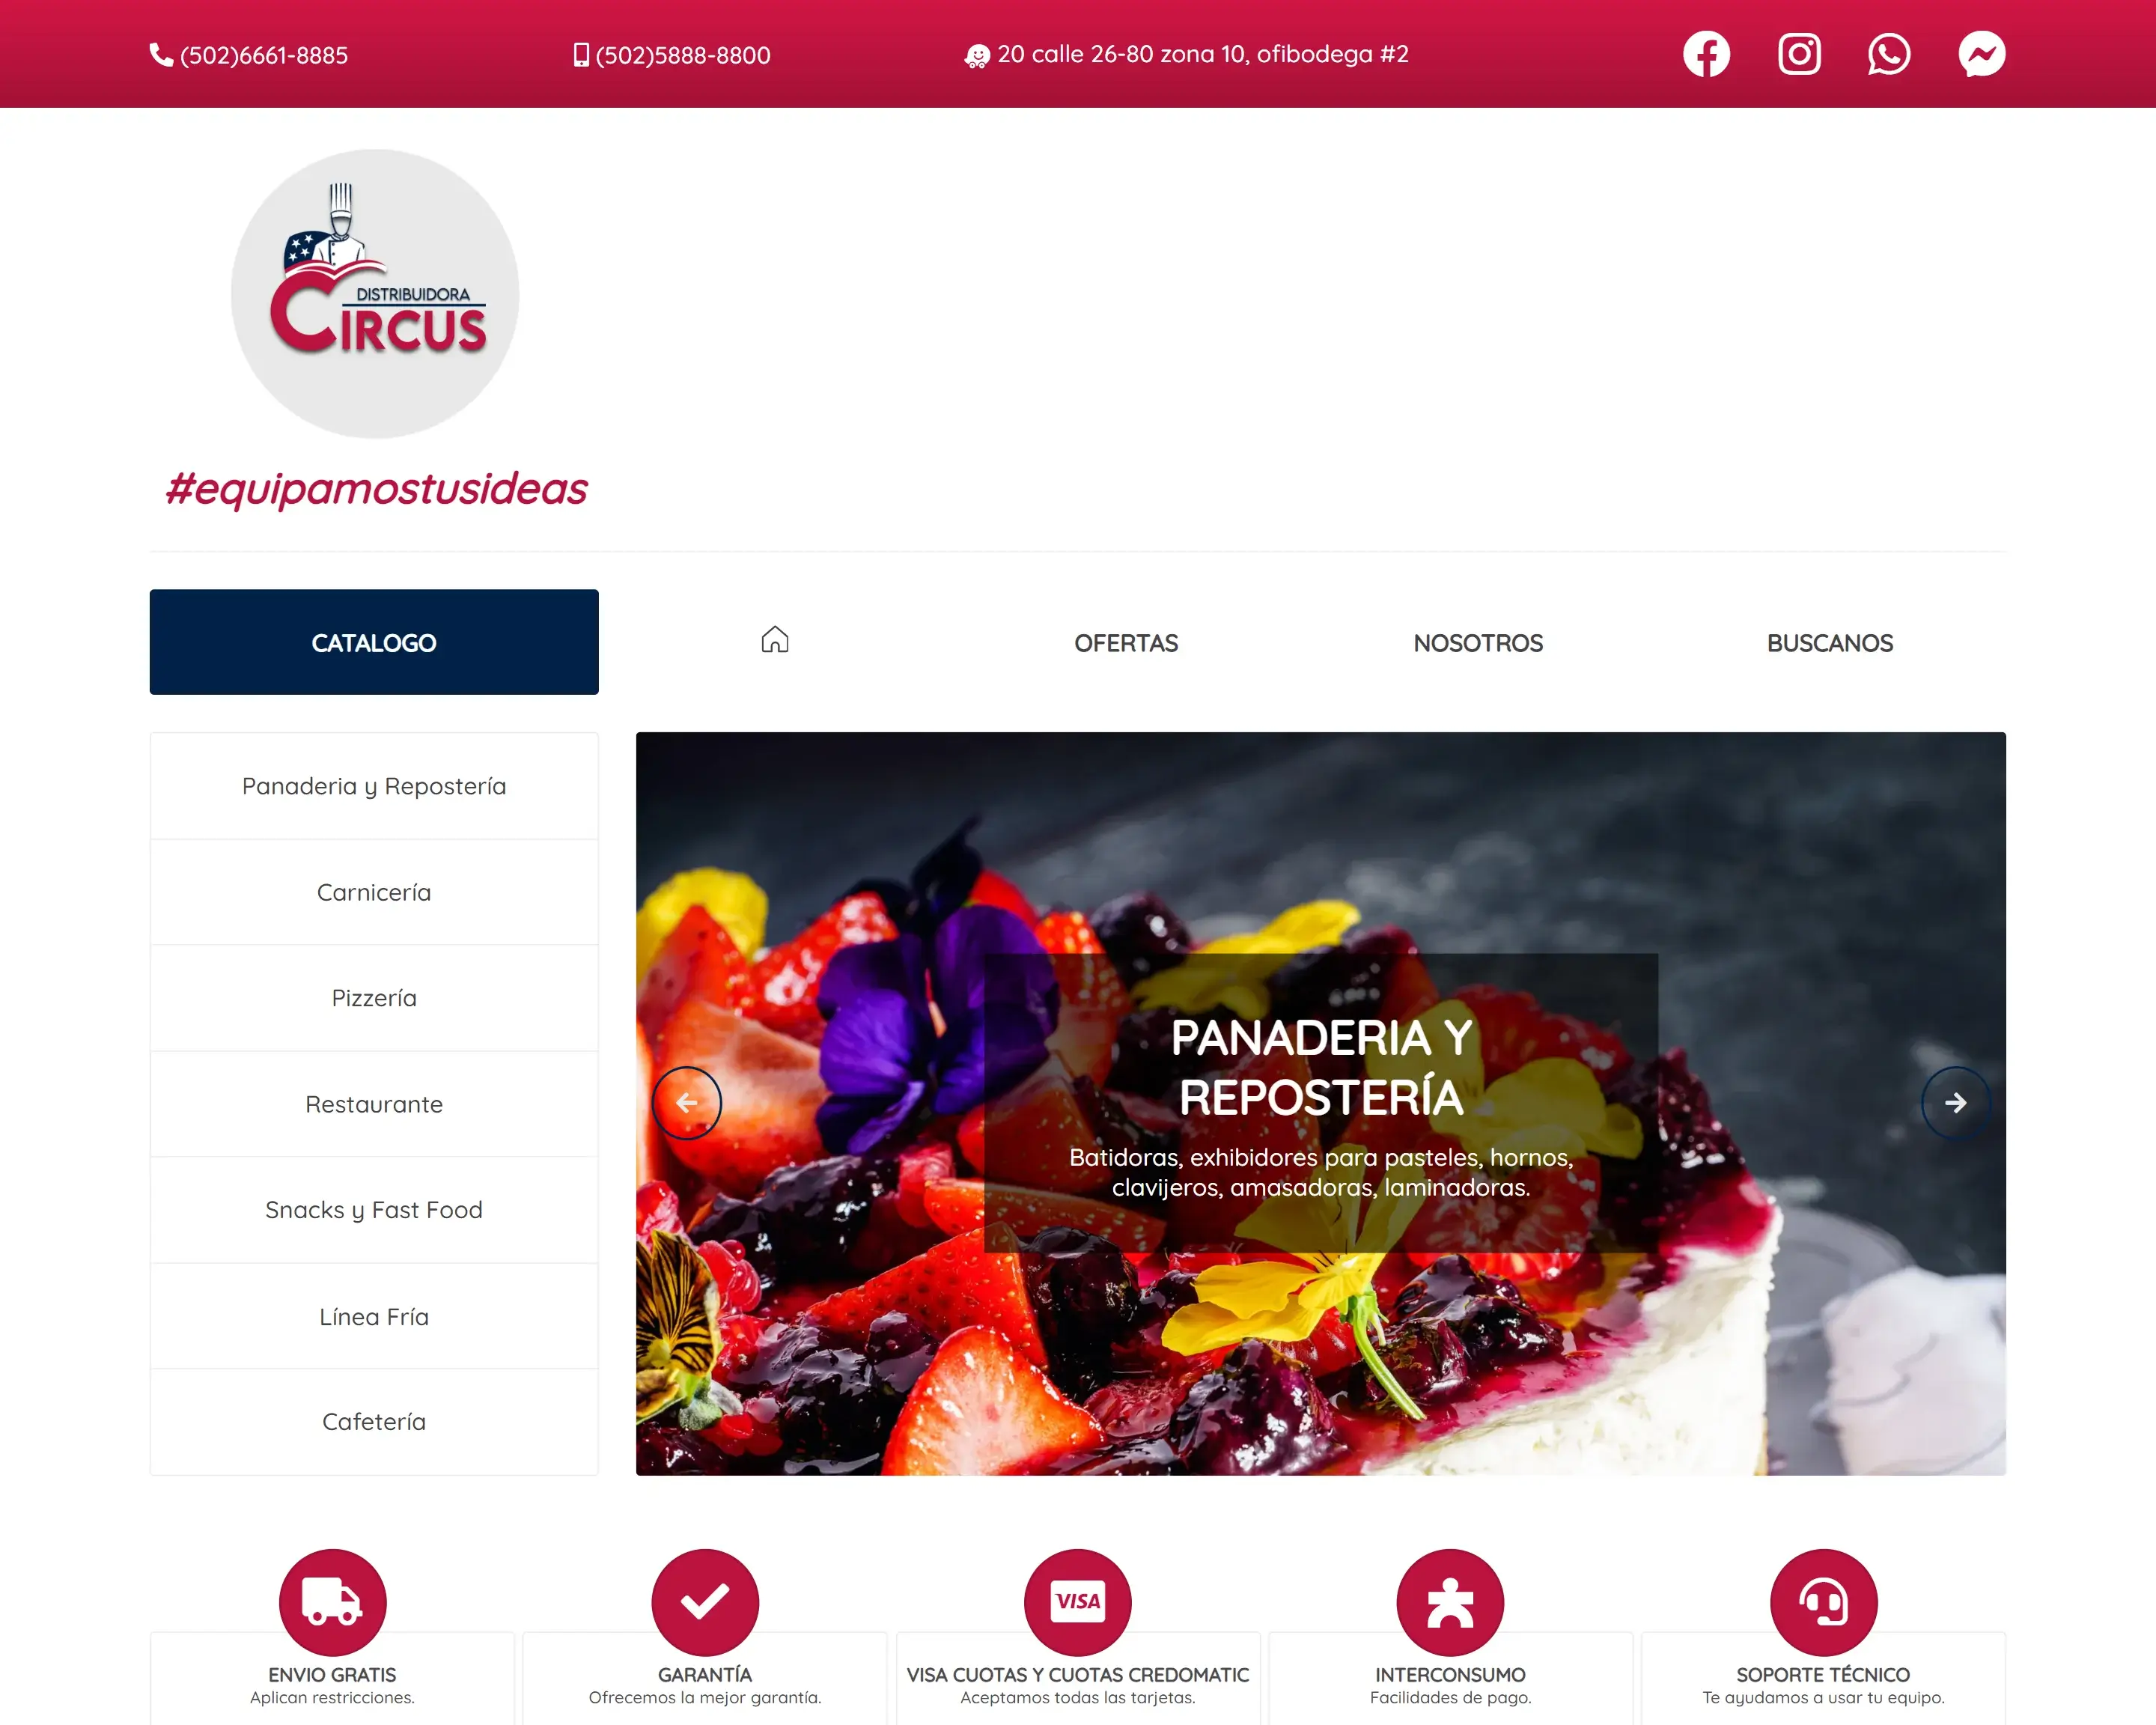 (502)6661-8885
(502)5888-8800
20 calle 26-80 zona 10, ofibodega #2
DISTRIBUIDORA
CIRCUS
#equipamostusideas
CATALOGO
OFERTAS
NOSOTROS
BUSCANOS
Panaderia y Repostería
Carnicería
Pizzería
Restaurante
Snacks y Fast Food
Línea Fría
Cafetería
PANADERIA Y
REPOSTERÍA
Batidoras, exhibidores para pasteles, hornos,
clavijeros, amasadoras, laminadoras.
ENVIO GRATIS
Aplican restricciones.
GARANTÍA
Ofrecemos la mejor garantía.
VISA
VISA CUOTAS Y CUOTAS CREDOMATIC
Aceptamos todas las tarjetas.
INTERCONSUMO
Facilidades de pago.
SOPORTE TÉCNICO
Te ayudamos a usar tu equipo.